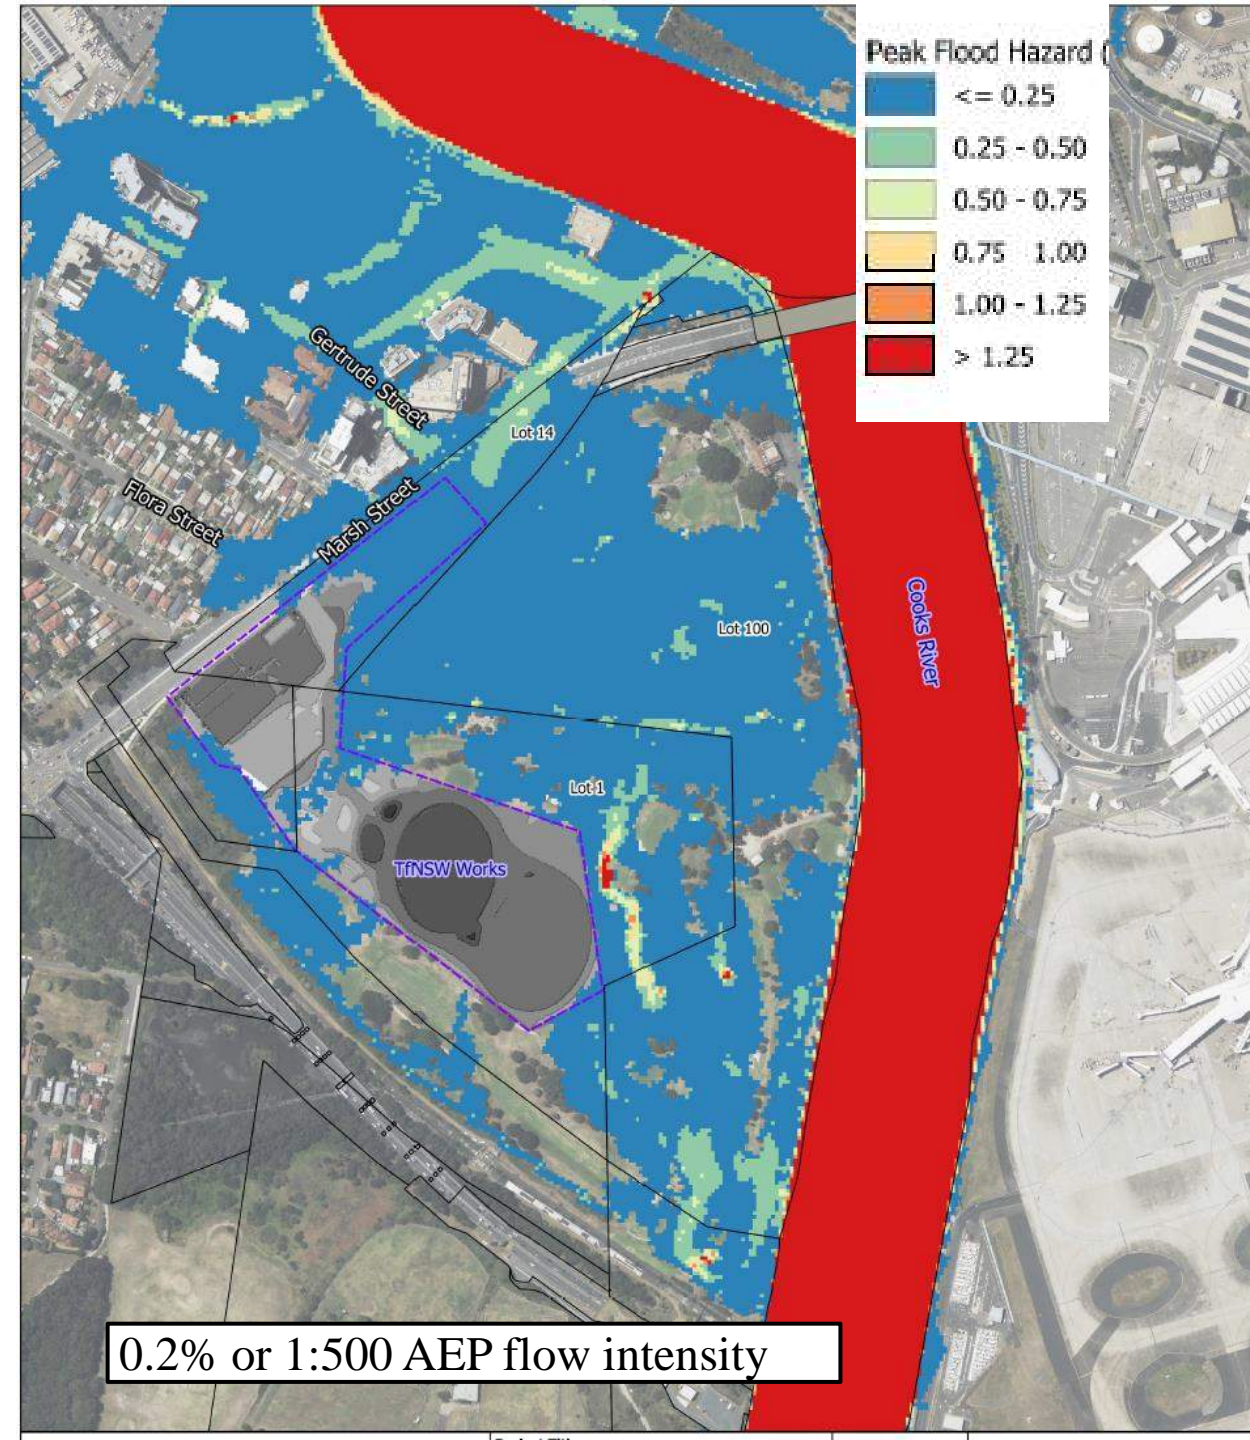 Peak Flood Hazard (
<= 0.25
0.25 - 0.50
0.50 - 0.75
0.75 1.00
1.00 - 1.25
> 1.25
Gertrude Street
Lot 14
Flora Street
Marsh Street
Cooks River
Lot 100
Lot 1
TfNSW Works
0.2% or 1:500 AEP flow intensity